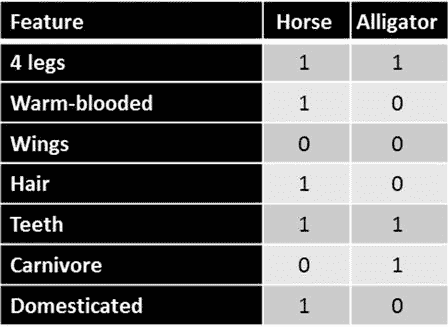 Feature Horse Alligator
4 legs 1 1
Warm-blooded 1 0
Wings 0 0
Hair 1 0
Teeth 1 1
Carnivore 0 1
Domesticated 1 0